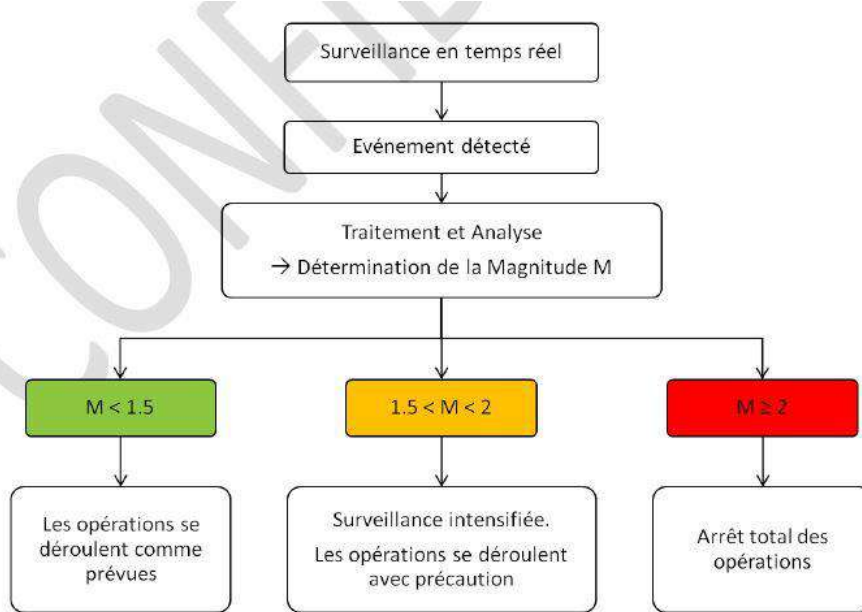 Surveillance en temps réel
Evénement détecté
Traitement et Analyse
→ Détermination de la Magnitude M
M < 1.5
1.5 < M < 2
M ≥ 2
Les opérations se
déroulent comme
prévues
Surveillance intensifiée.
Les opérations se déroulent
avec précaution
Arrêt total des
opérations